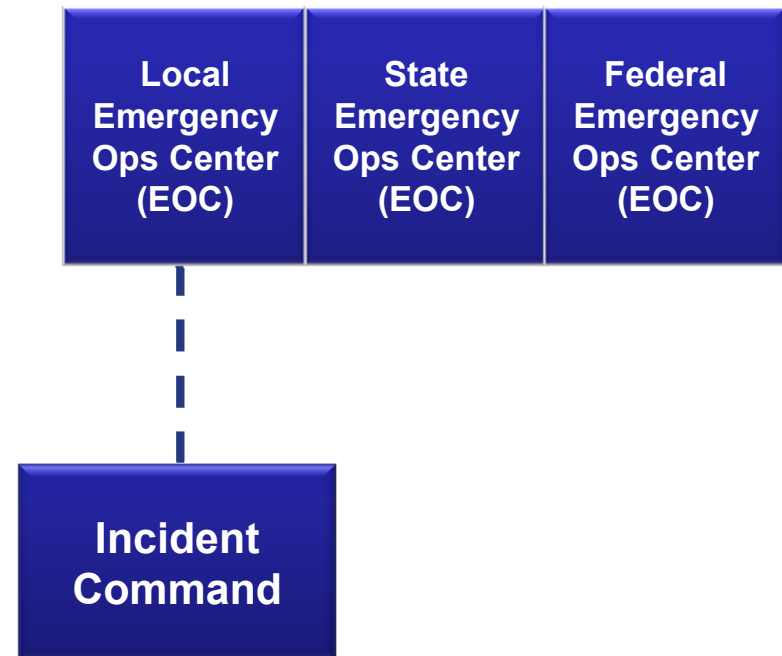 Local
Emergency
Ops Center
(EOC)
State
Emergency
Ops Center
(EOC)
Federal
Emergency
Ops Center
(EOC)
Incident
Command